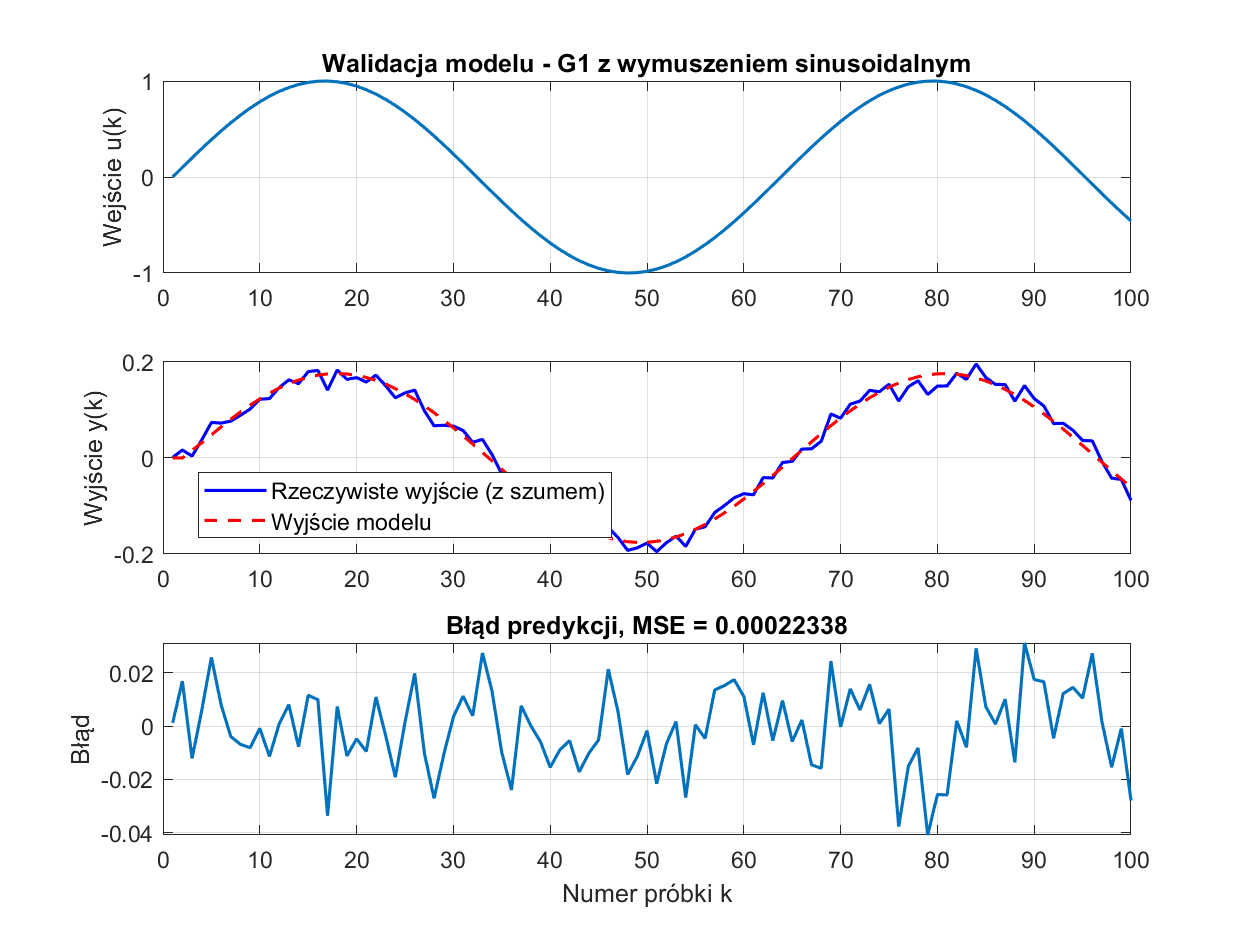 Walidacja modelu - G1 z wymuszeniem sinusoidalnym
1
0
-1
Wejście u(k)
0 10 20 30 40 50 60 70 80 90 100
0.2
0
-0.2
Wyjście y(k)
Rzeczywiste wyjście (z szumem)
Wyjście modelu
0 10 20 30 40 50 60 70 80 90 100
Błąd predykcji, MSE = 0.00022338
0.02
0
-0.02
-0.04
Błąd
0 10 20 30 40 50 60 70 80 90 100
Numer próbki k